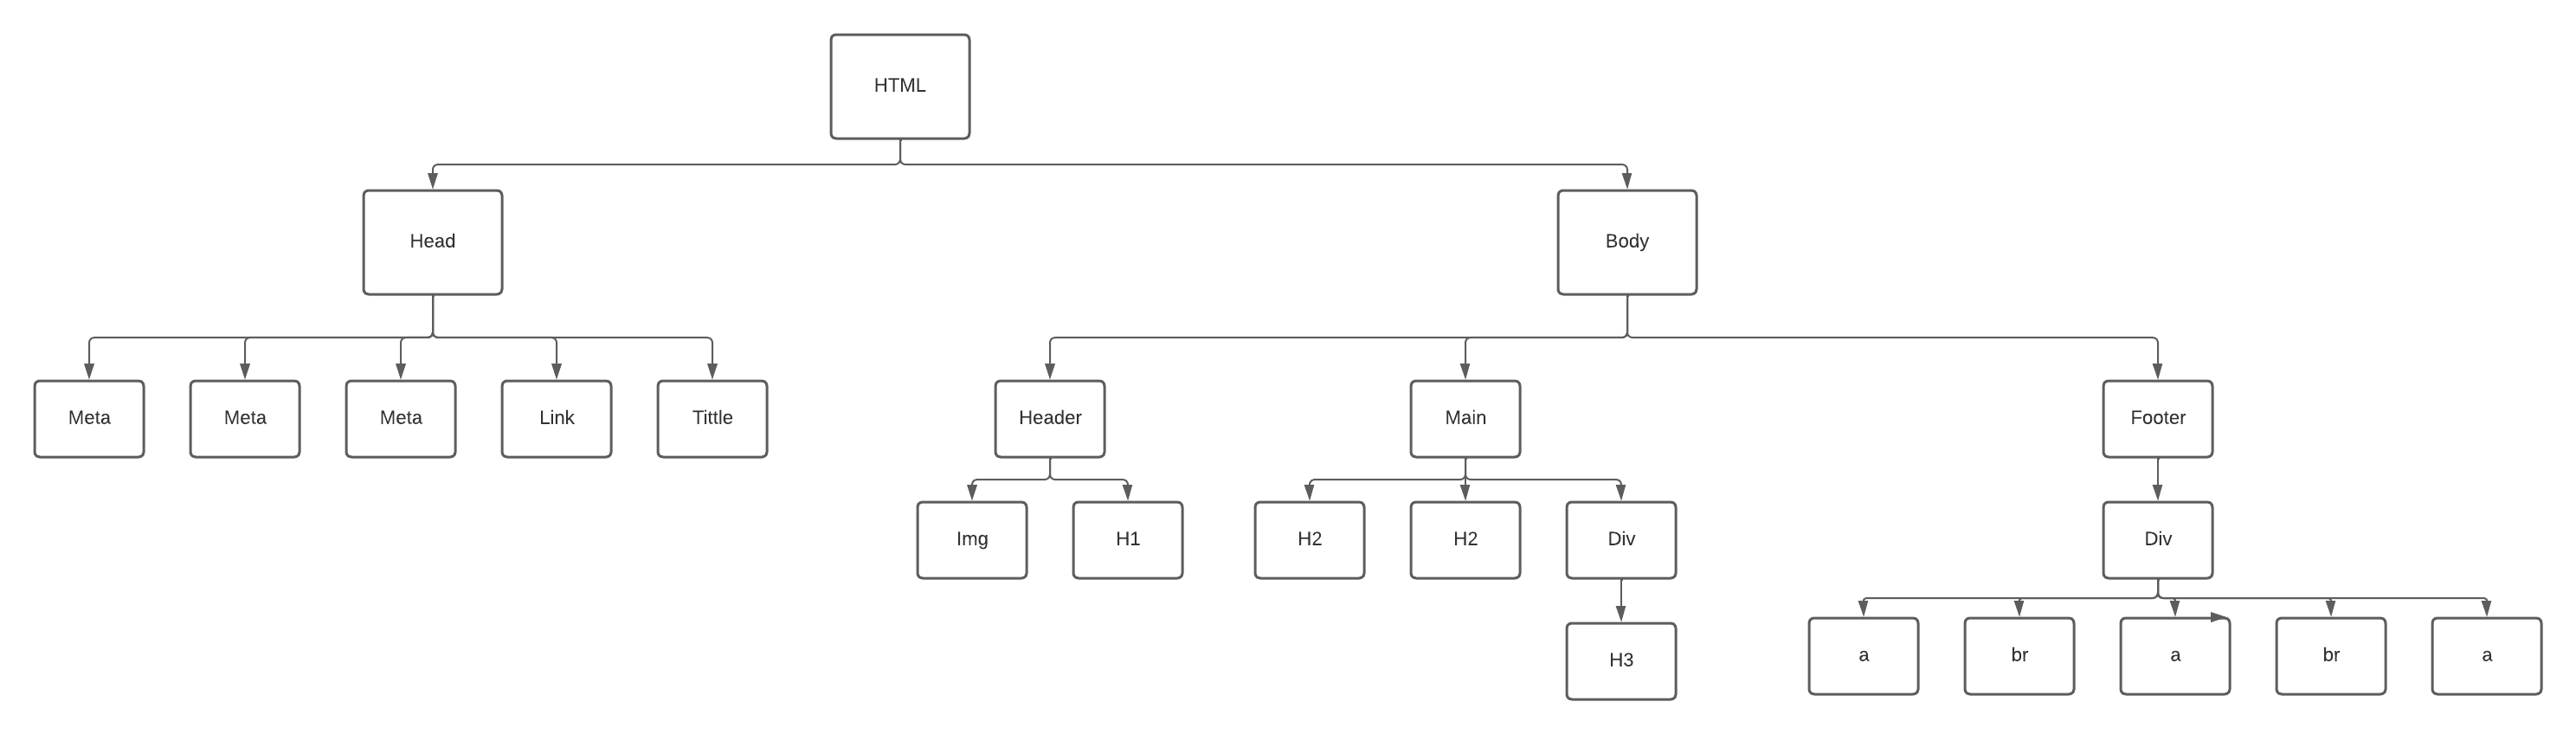 HTML
Head
Body
Meta
Meta
Meta
Link
Tittle
Header
Main
Footer
Img
H1
H2
H2
Div
Div
H3
a
br
a
br
a